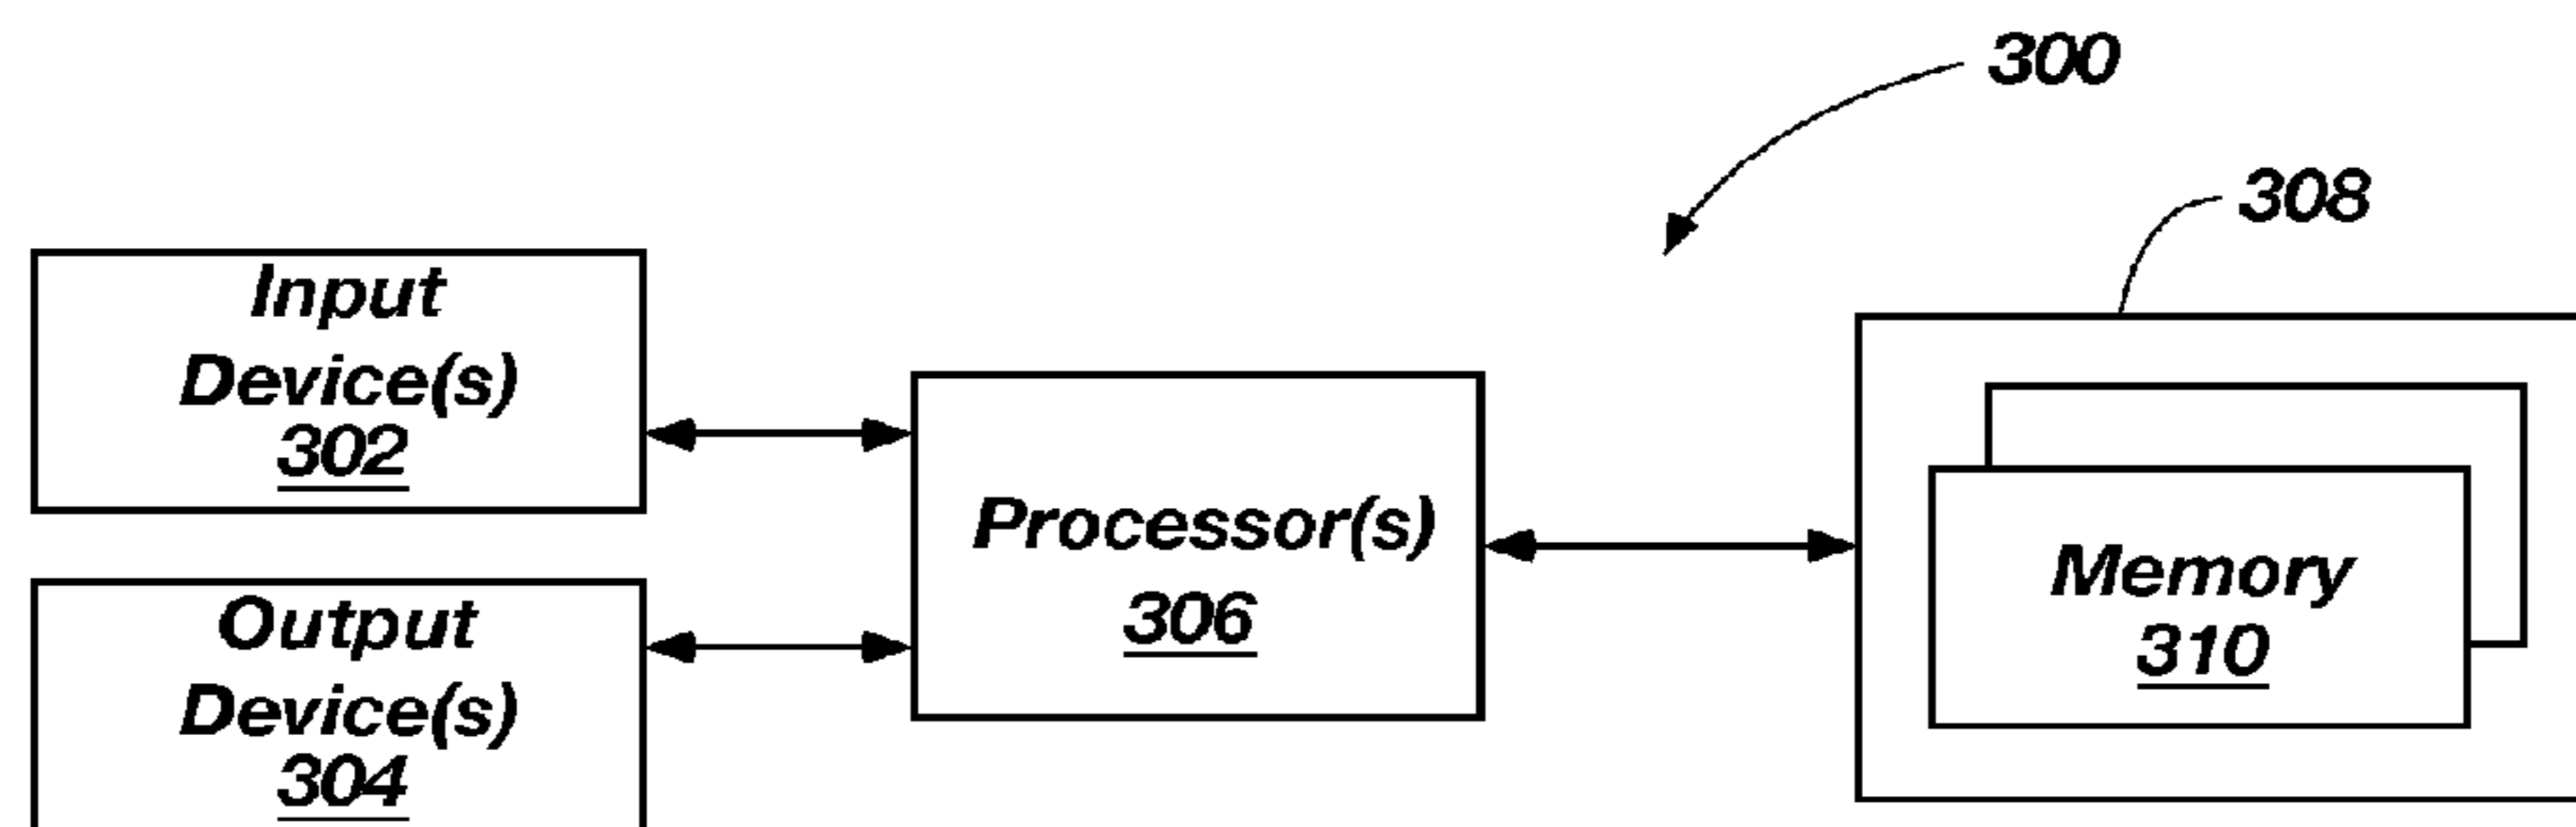 300
308
Input
Device(s)
302
Output
Device(s)
304
Processor(s)
306
Memory
310